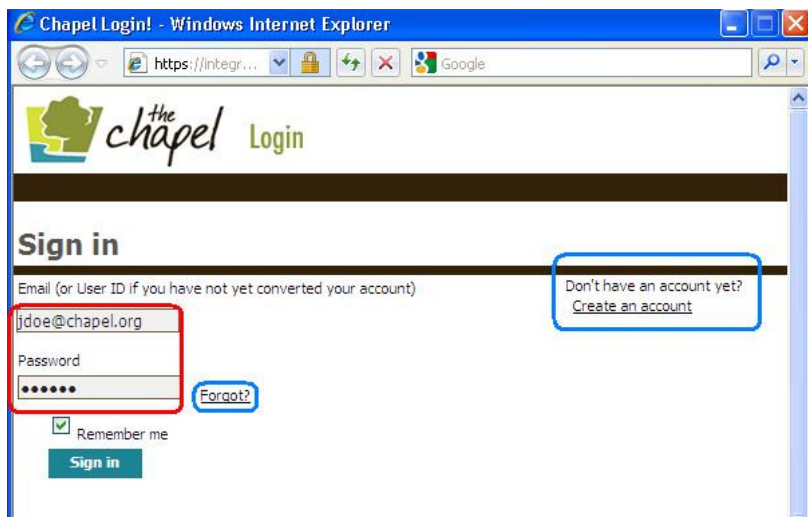 Chapel Login! - Windows Internet Explorer
https://integr... Google
the
chapel Login
Sign in
Email (or User ID if you have not yet converted your account)
jdoe@chapel.org
Don't have an account yet?
Create an account
Password
●●●●●●
Forgot?
Remember me
Sign in